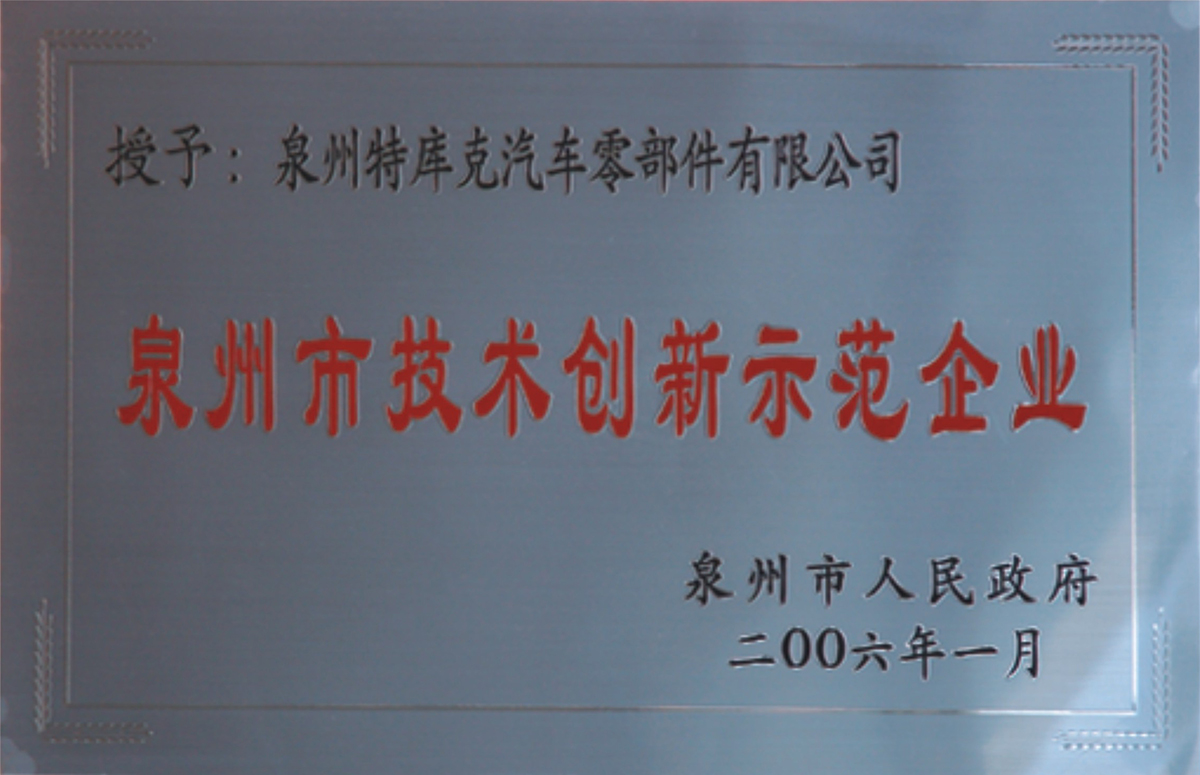 授予：泉州特库克汽车零部件有限公司
泉州市技术创新示范企业
泉州市人民政府
二〇〇六年一月